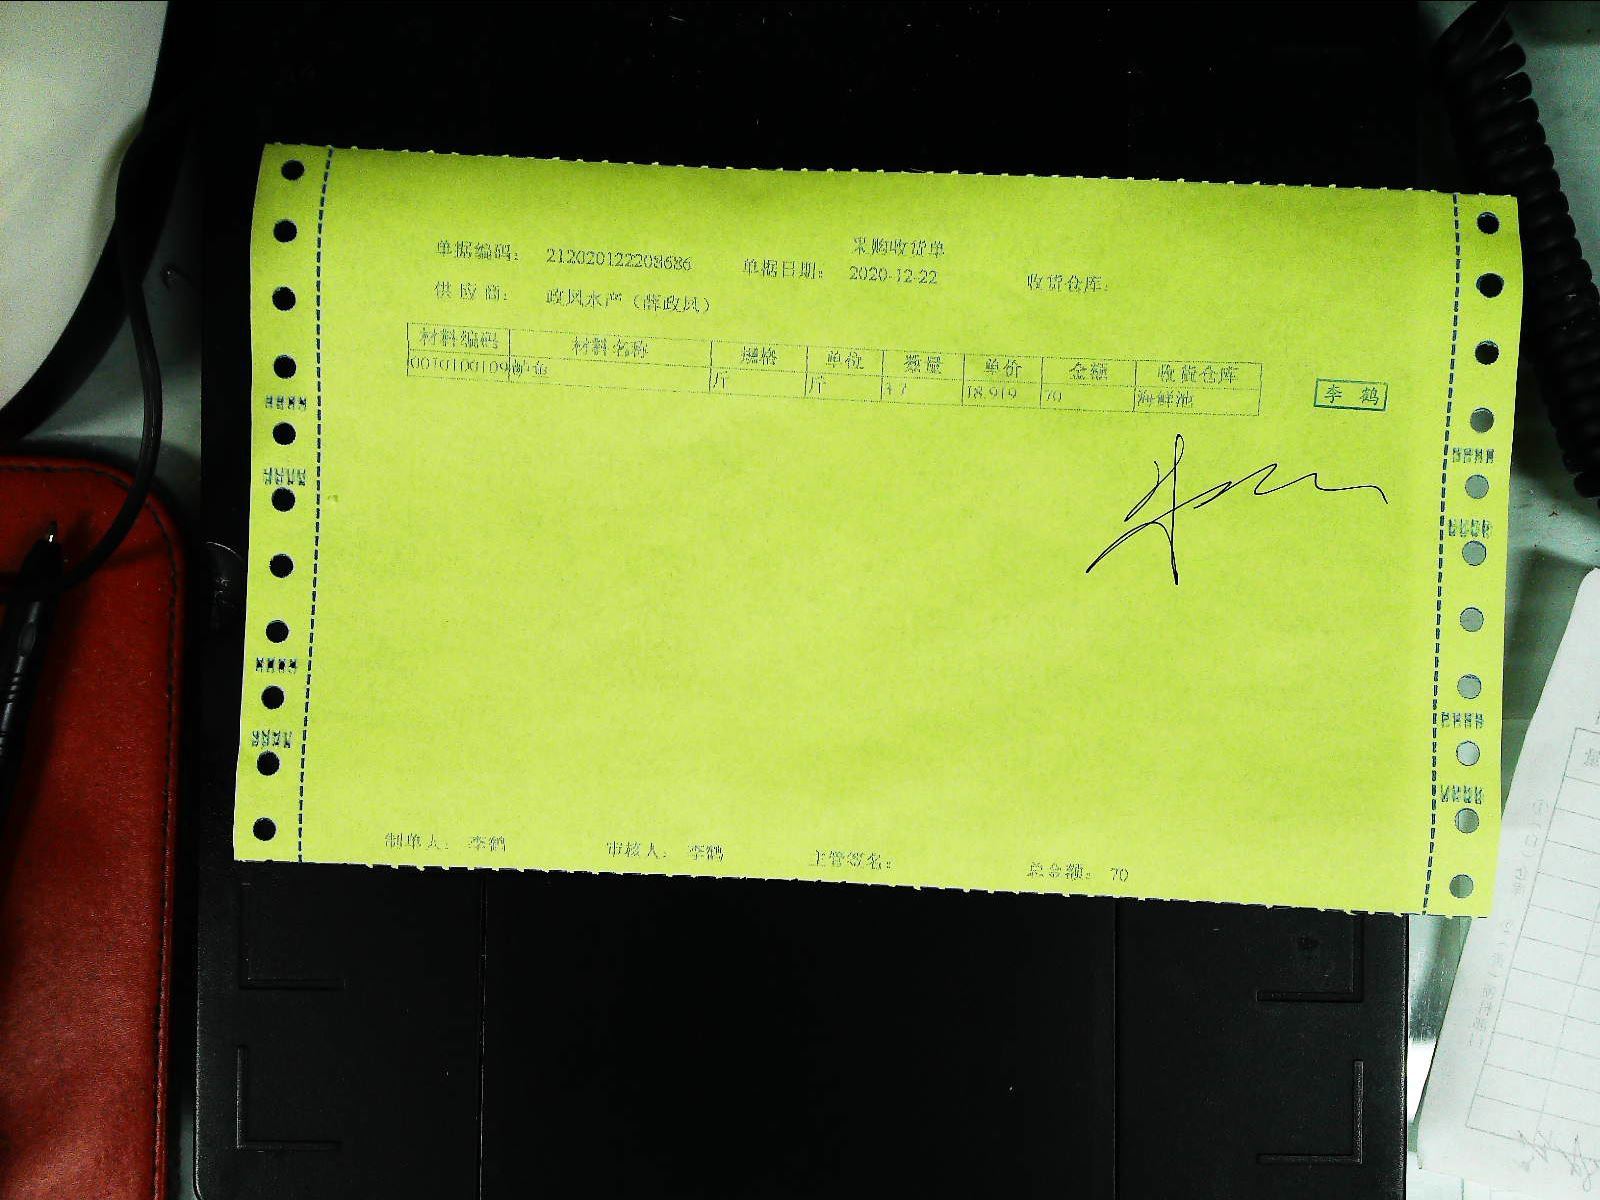 采购收货单
单据编码： 212020122208686 单据日期： 2020-12-22 收货仓库：
供 应 商： 政风水产（薛政风）
材料编码 材料名称 规格 单位 数量 单价 金额 收货仓库
斤 斤 3.7 18.919 70 海鲜池
李 鹤
制单人： 李鹤 审核人： 李鹤 主管签名： 总金额： 70